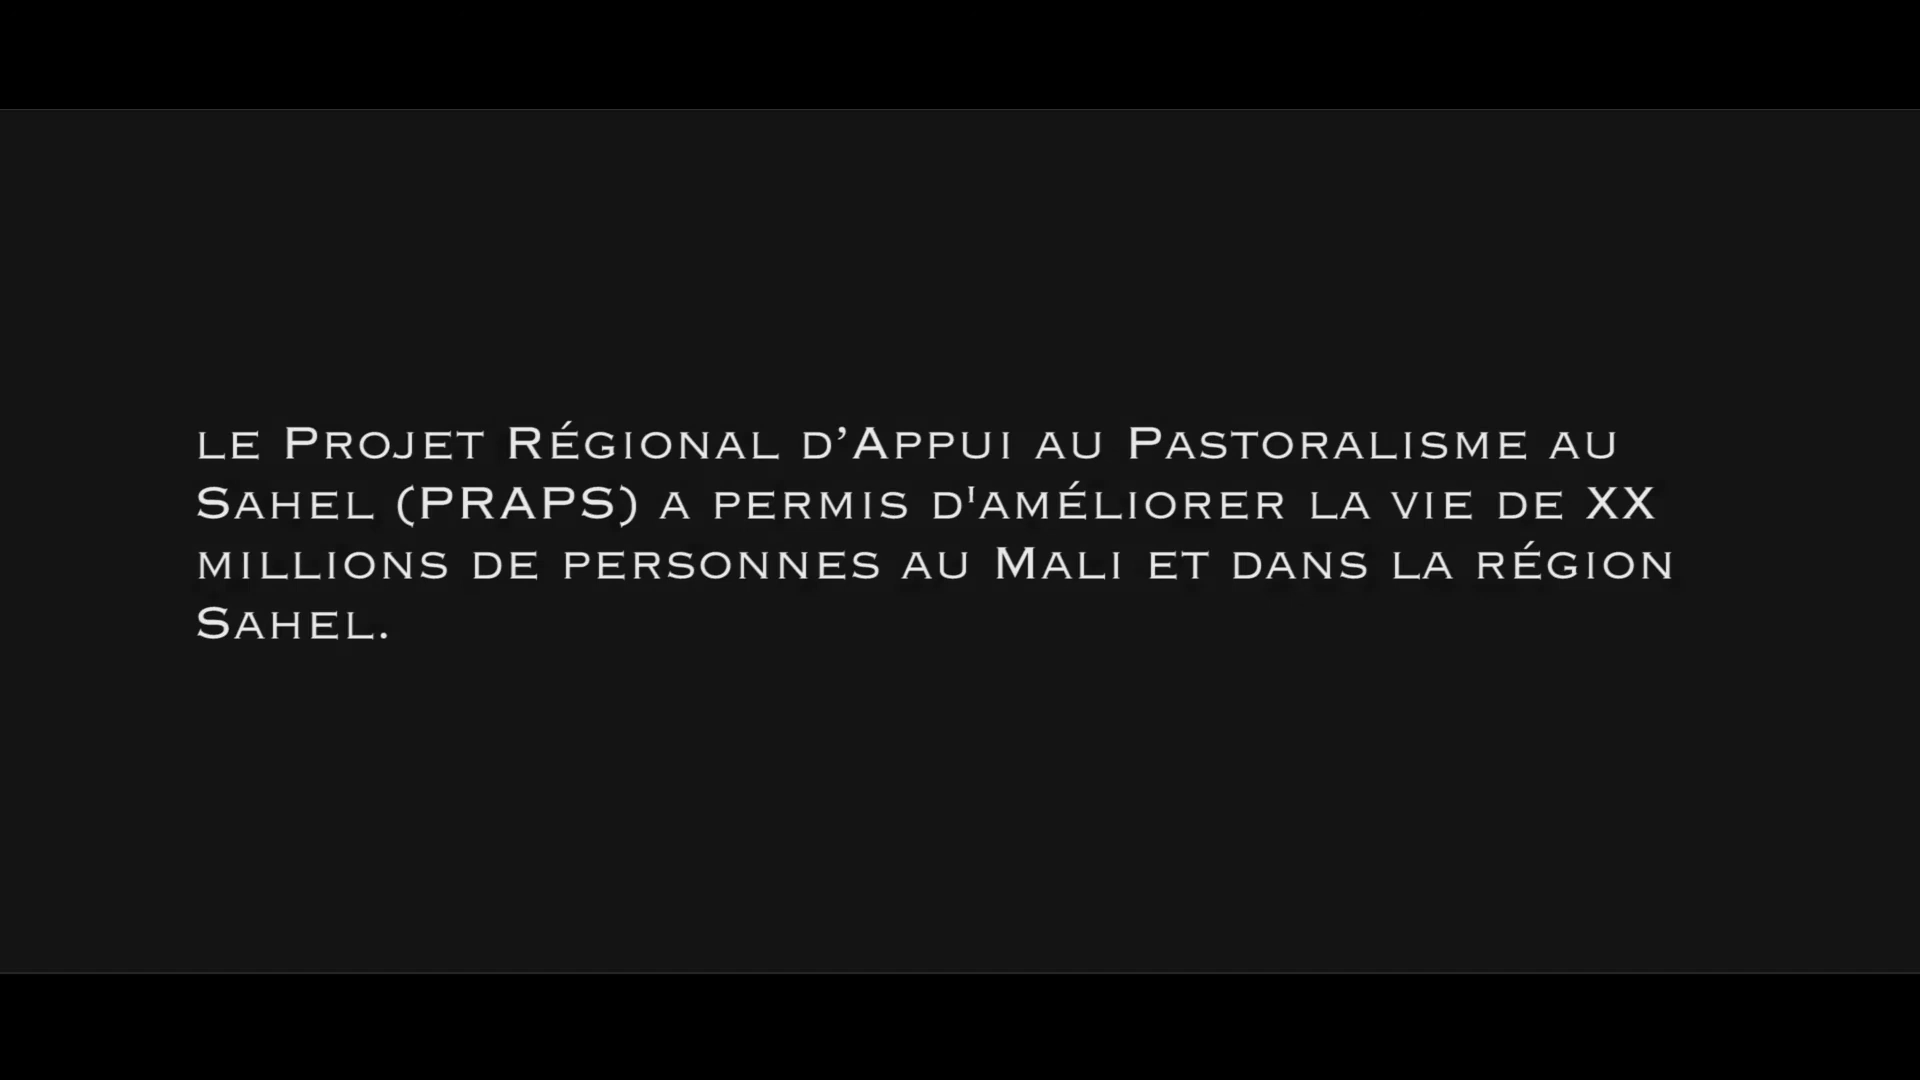 le Projet Régional d’Appui au Pastoralisme au
Sahel (PRAPS) a permis d'améliorer la vie de XX
millions de personnes au Mali et dans la région
Sahel.